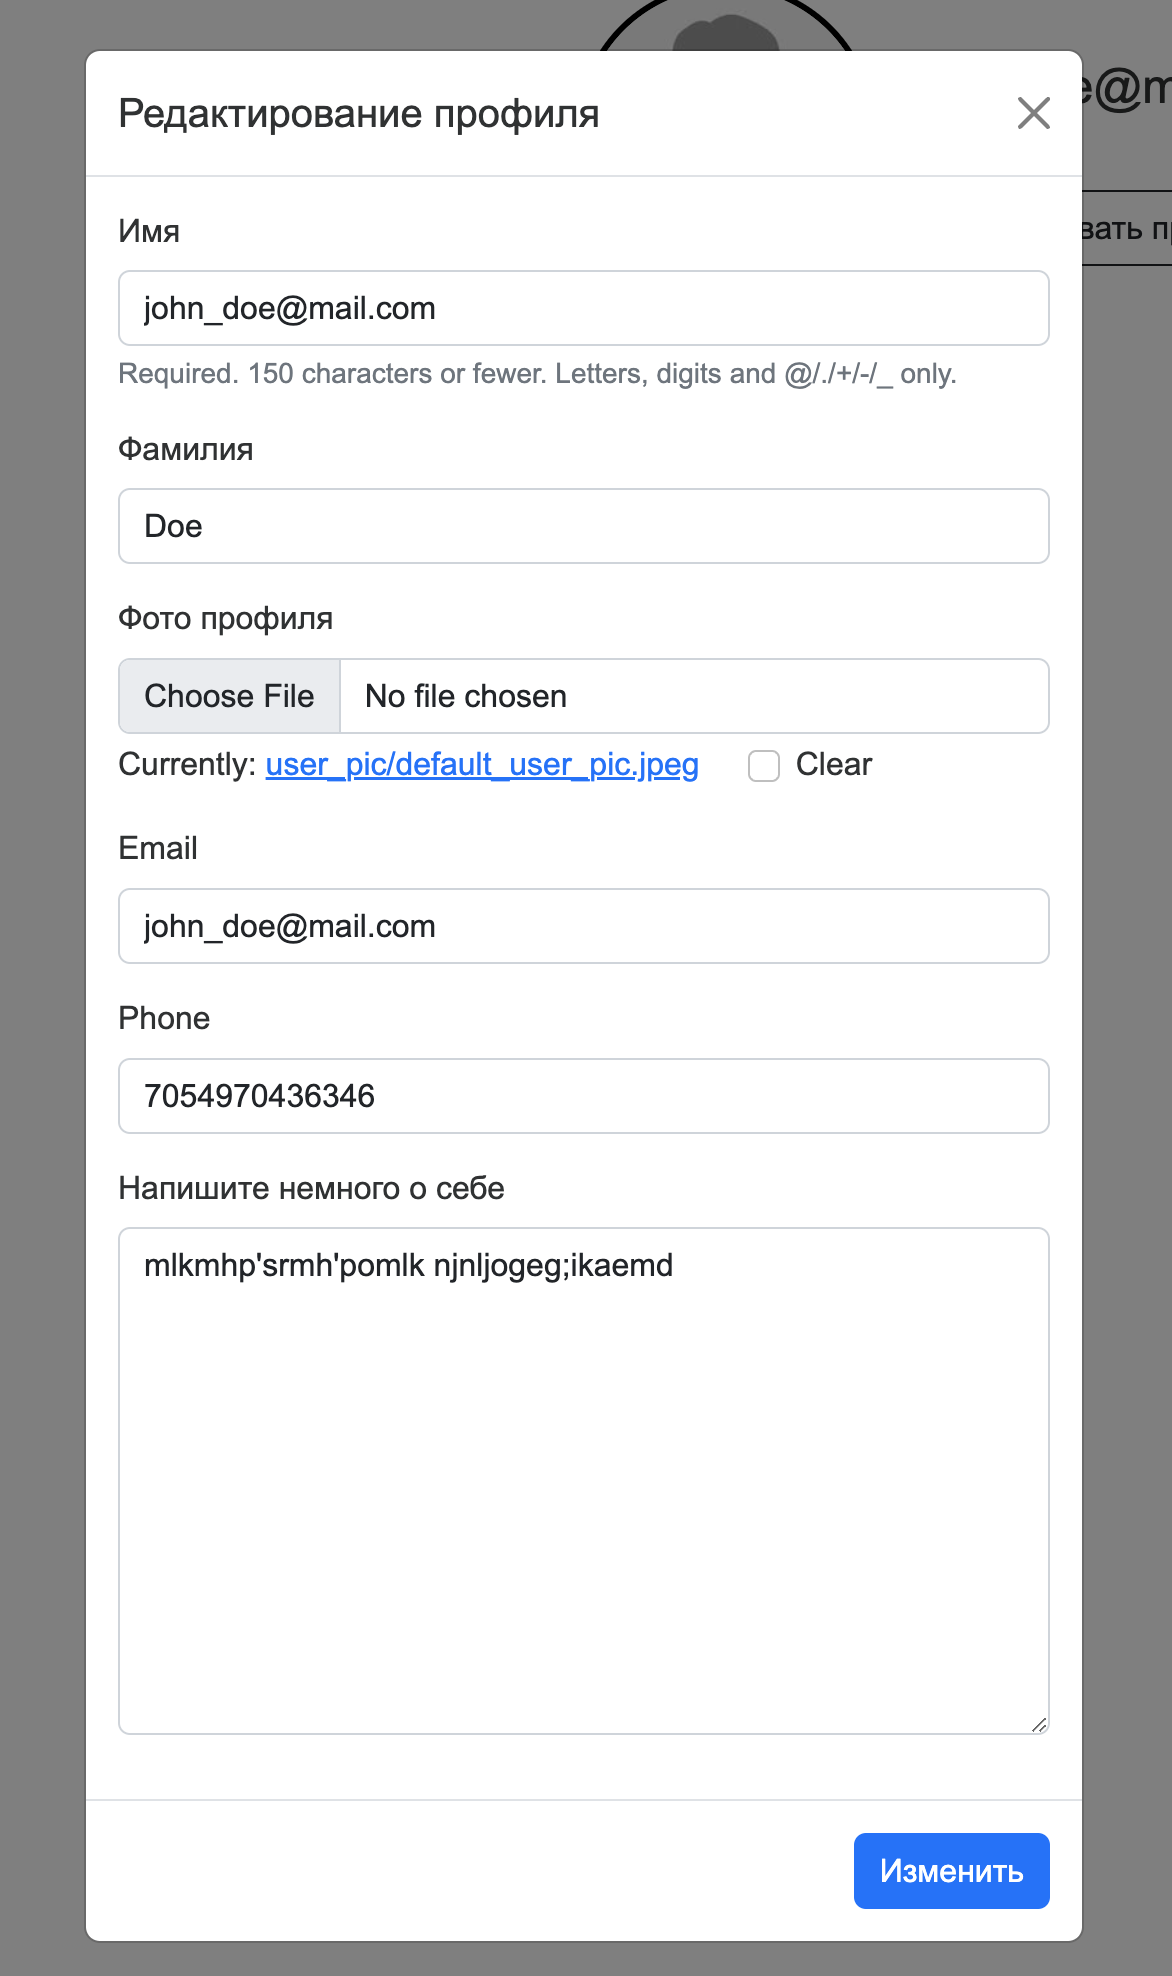 e@m
Редактирование профиля
вать п
Имя
john_doe@mail.com
Required. 150 characters or fewer. Letters, digits and @/./+/-/_ only.
Фамилия
Doe
Фото профиля
Choose File No file chosen
Currently: user_pic/default_user_pic.jpeg Clear
Email
john_doe@mail.com
Phone
7054970436346
Напишите немного о себе
mlkmhp'srmh'pomlk njnljogeg;ikaemd
Изменить